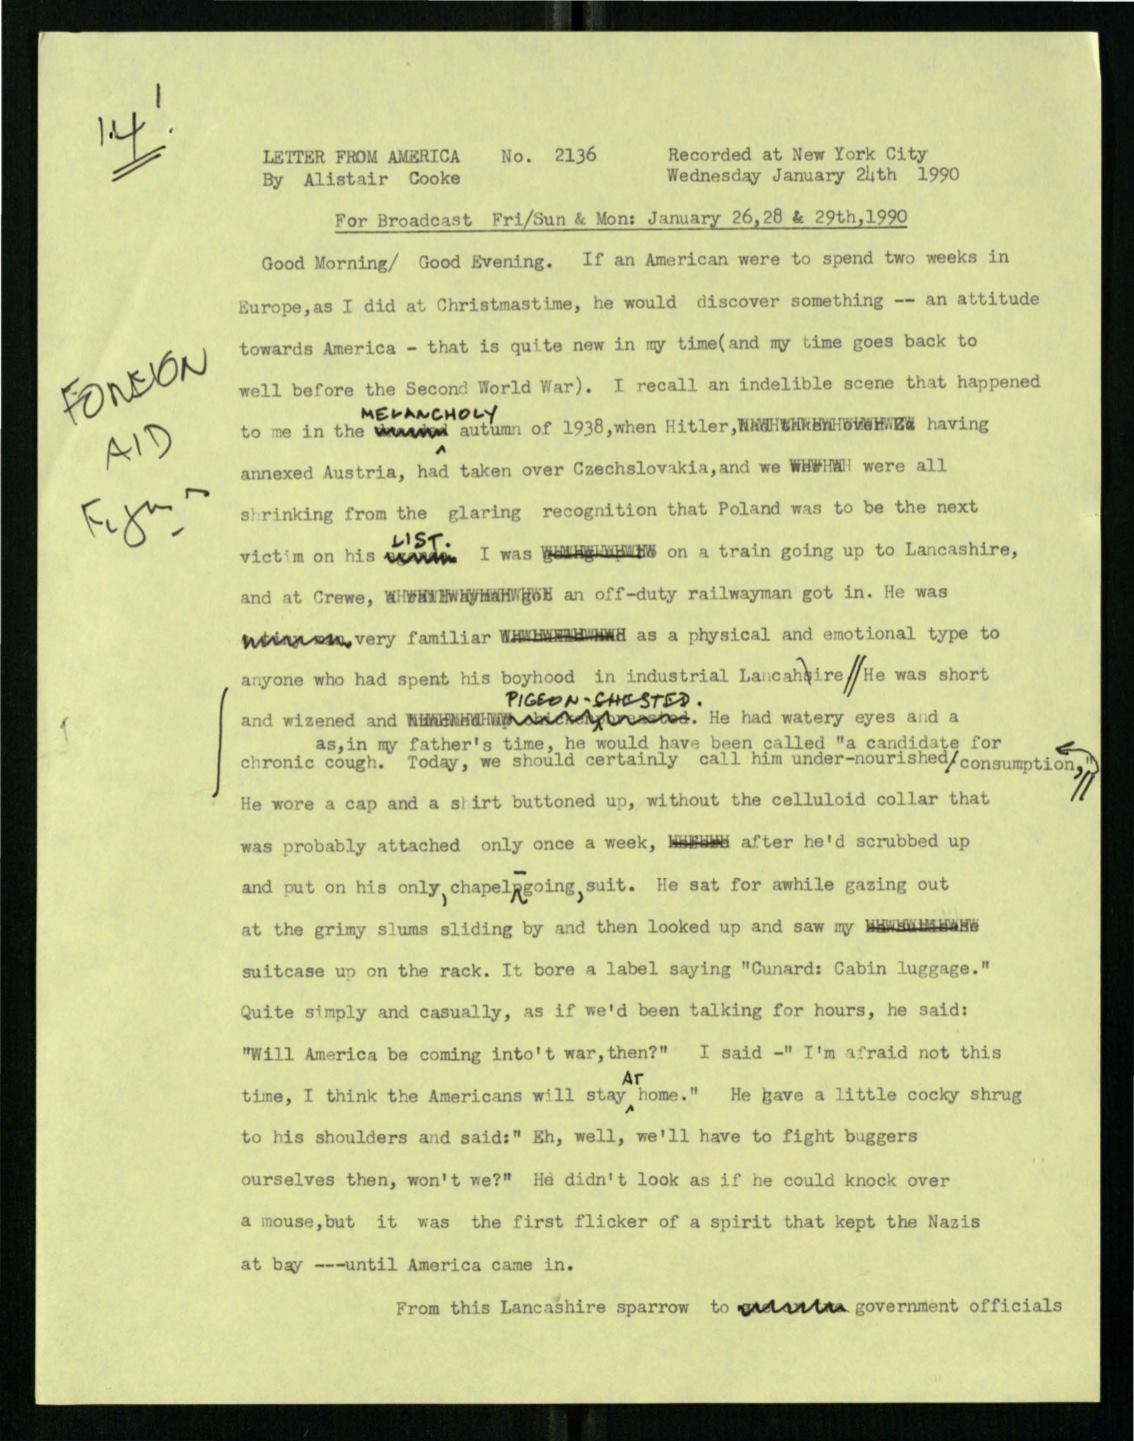 14!
LETTER FROM AMERICA No. 2136 Recorded at New York City
By Alistair Cooke Wednesday January 24th 1990
For Broadcast Fri/Sun & Mon: January 26,28 & 29th,1990
Good Morning/ Good Evening. If an American were to spend two weeks in
Europe,as I did at Christmastime, he would discover something -- an attitude
towards America - that is quite new in my time(and my time goes back to
well before the Second World War). I recall an indelible scene that happened
FOREIGN
AID
MELANCHOLY
to me in the autumn of 1938,when Hitler, having
annexed Austria, had taken over Czechslovakia,and we were all
shrinking from the glaring recognition that Poland was to be the next
LIST.
victim on his I was on a train going up to Lancashire,
and at Crewe, an off-duty railwayman got in. He was
very familiar as a physical and emotional type to
anyone who had spent his boyhood in industrial Lancahsire// He was short
PIGEON-CHESTED.
and wizened and . He had watery eyes and a
as,in my father's time, he would have been called "a candidate for
chronic cough. Today, we should certainly call him under-nourished/consumption,"
He wore a cap and a shirt buttoned up, without the celluloid collar that
was probably attached only once a week, after he'd scrubbed up
and put on his only, chapel-going, suit. He sat for awhile gazing out
at the grimy slums sliding by and then looked up and saw my
suitcase up on the rack. It bore a label saying "Cunard: Cabin luggage."
Quite simply and casually, as if we'd been talking for hours, he said:
"Will America be coming into't war,then?" I said -" I'm afraid not this
AT
time, I think the Americans will stay home." He gave a little cocky shrug
to his shoulders and said:" Eh, well, we'll have to fight buggers
ourselves then, won't we?" He didn't look as if he could knock over
a mouse,but it was the first flicker of a spirit that kept the Nazis
at bay ---until America came in.
From this Lancashire sparrow to government officials